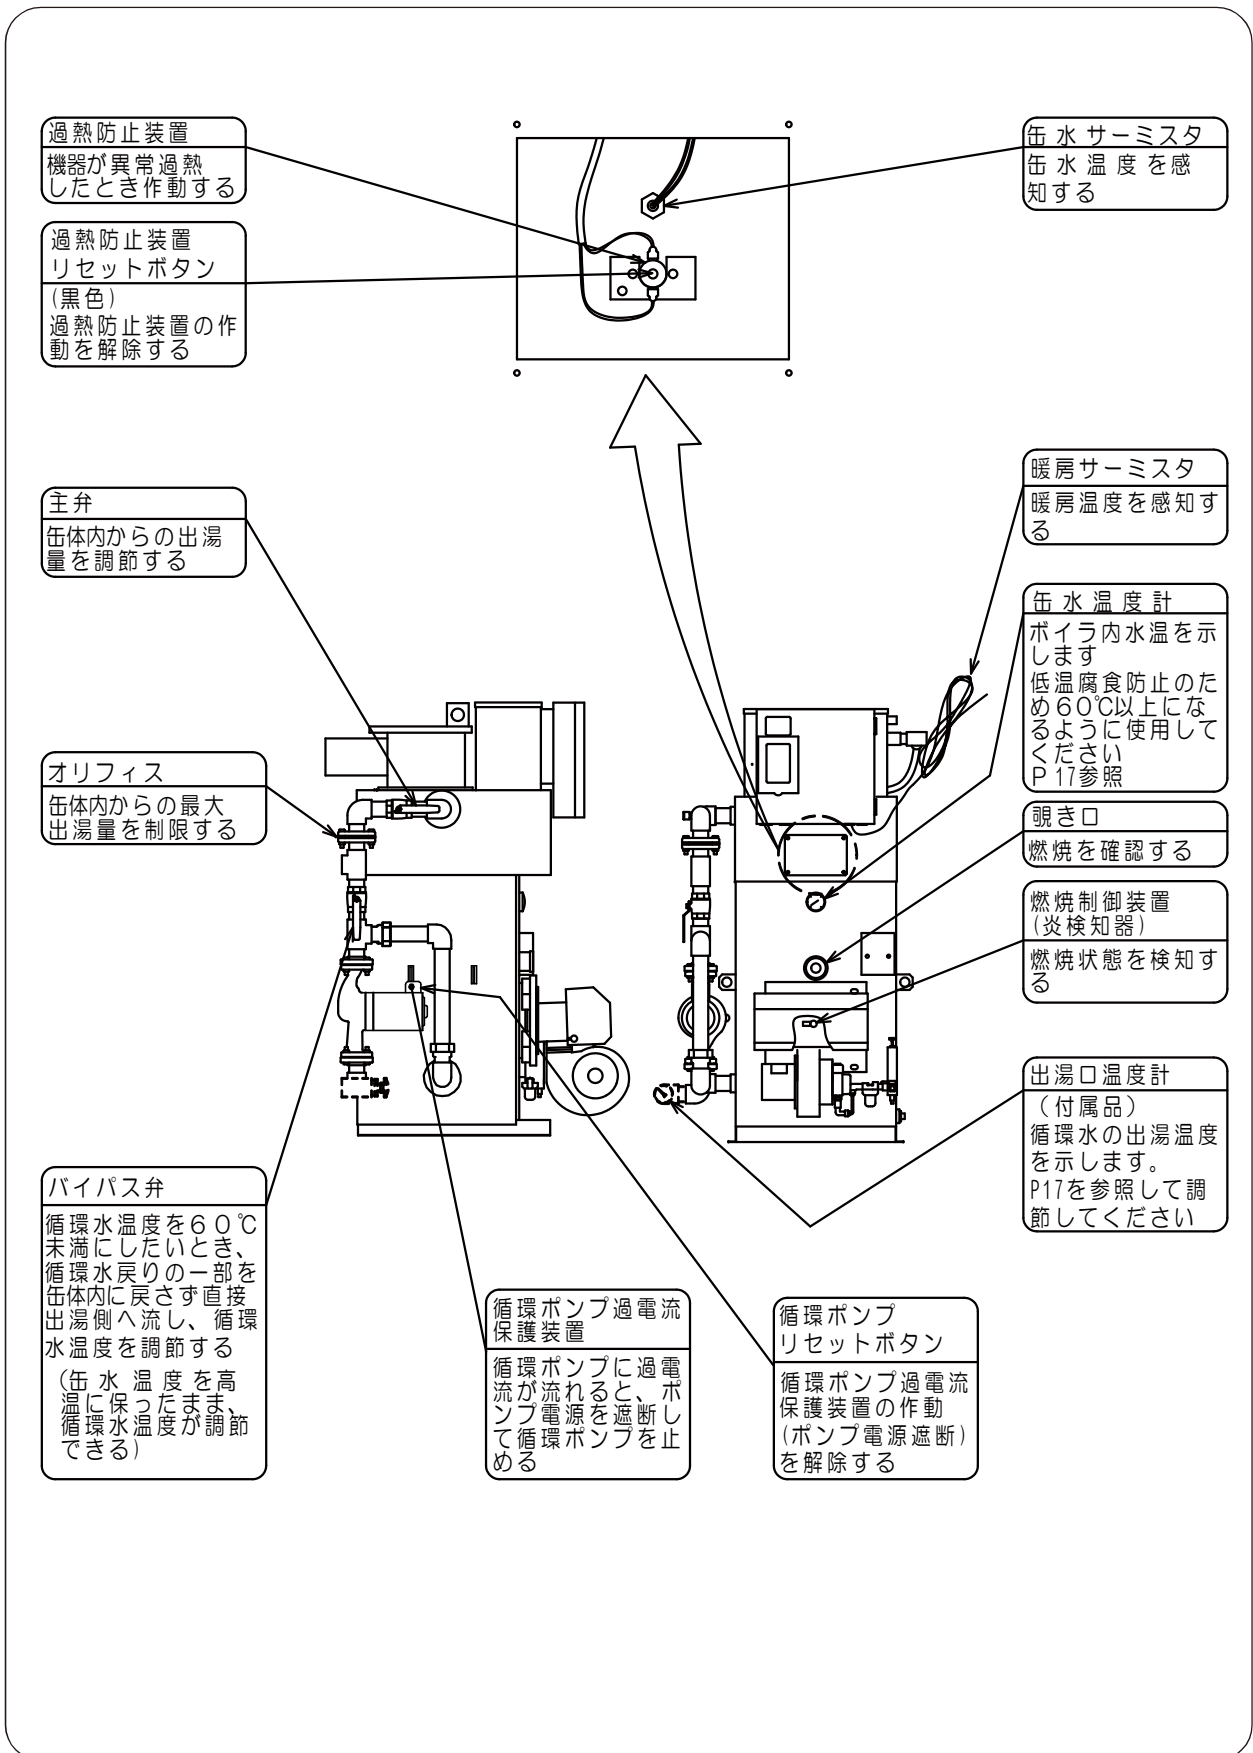 過熱防止装置
機器が異常過熱
したとき作動する
過熱防止装置
リセットボタン
(黒色)
過熱防止装置の作
動を解除する
主弁
缶体内からの出湯
量を調節する
オリフィス
缶体内からの最大
出湯量を制限する
バイパス弁
循環水温度を60℃
未満にしたいとき、
循環水戻りの一部を
缶体内に戻さず直接
出湯側へ流し、循環
水温度を調節する
(缶水温度を高
温に保ったまま、
循環水温度が調節
できる)
循環ポンプ過電流
保護装置
循環ポンプに過電
流が流れると、ポ
ンプ電源を遮断し
て循環ポンプを止
める
循環ポンプ
リセットボタン
循環ポンプ過電流
保護装置の作動
(ポンプ電源遮断)
を解除する
缶水サーミスタ
缶水温度を感
知する
暖房サーミスタ
暖房温度を感知す
る
缶水温度計
ボイラ内水温を示
します
低温腐食防止のた
め60℃以上にな
るように使用して
ください
P17参照
覗き口
燃焼を確認する
燃焼制御装置
(炎検知器)
燃焼状態を検知す
る
出湯口温度計
(付属品)
循環水の出湯温度
を示します。
P17を参照して調
節してください